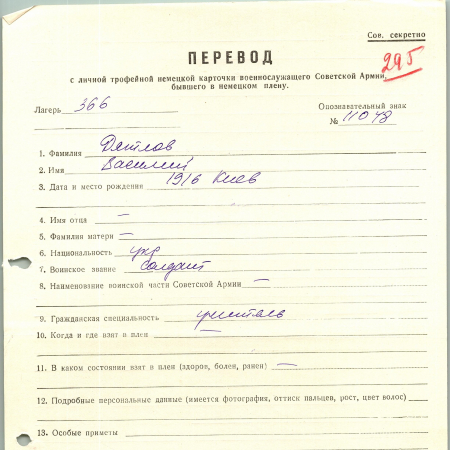 Сов. секретно
295
ПЕРЕВОД
с личной трофейной немецкой карточки военнослужащего Советской Армии,
бывшего в немецком плену.
Лагерь 366
Опознавательный знак
№ 11048
1. Фамилия
2. Имя Василий
3. Дата и место рождения 1916 Киев
4. Имя отца —
5. Фамилия матери —
6. Национальность укр
7. Воинское звание солдат
8. Наименование воинской части Советской Армии —
9. Гражданская специальность учитель
10. Когда и где взят в плен —
11. В каком состоянии взят в плен (здоров, болен, ранен) —
12. Подробные персональные данные (имеется фотография, оттиск пальцев, рост, цвет волос)
13. Особые приметы